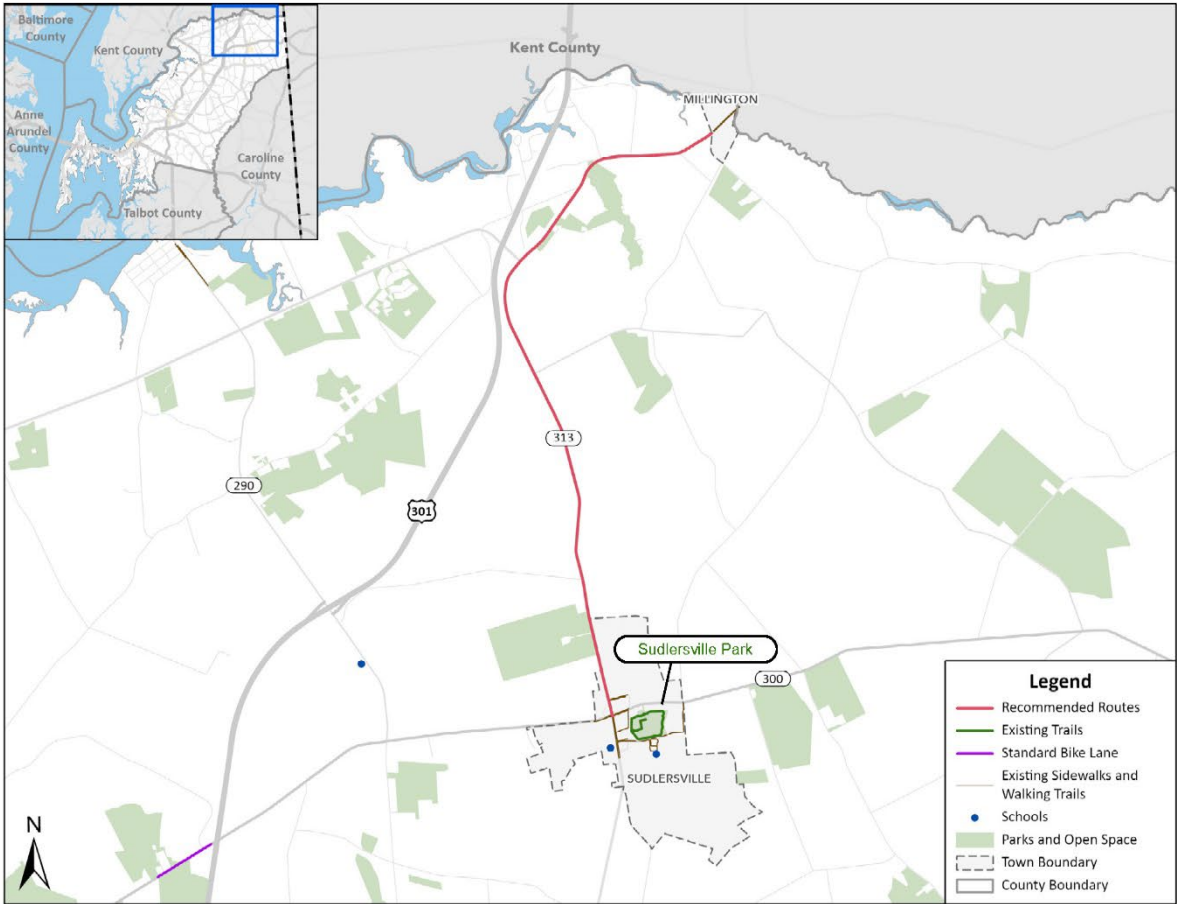 Baltimore
County
Kent County
Anne
Arundel
County
Caroline
County
Talbot County
Kent County
MILLINGTON
313
290
301
Sudlersville Park
300
SUDLERSVILLE
N
Legend
Recommended Routes
Existing Trails
Standard Bike Lane
Existing Sidewalks and
Walking Trails
Schools
Parks and Open Space
Town Boundary
County Boundary